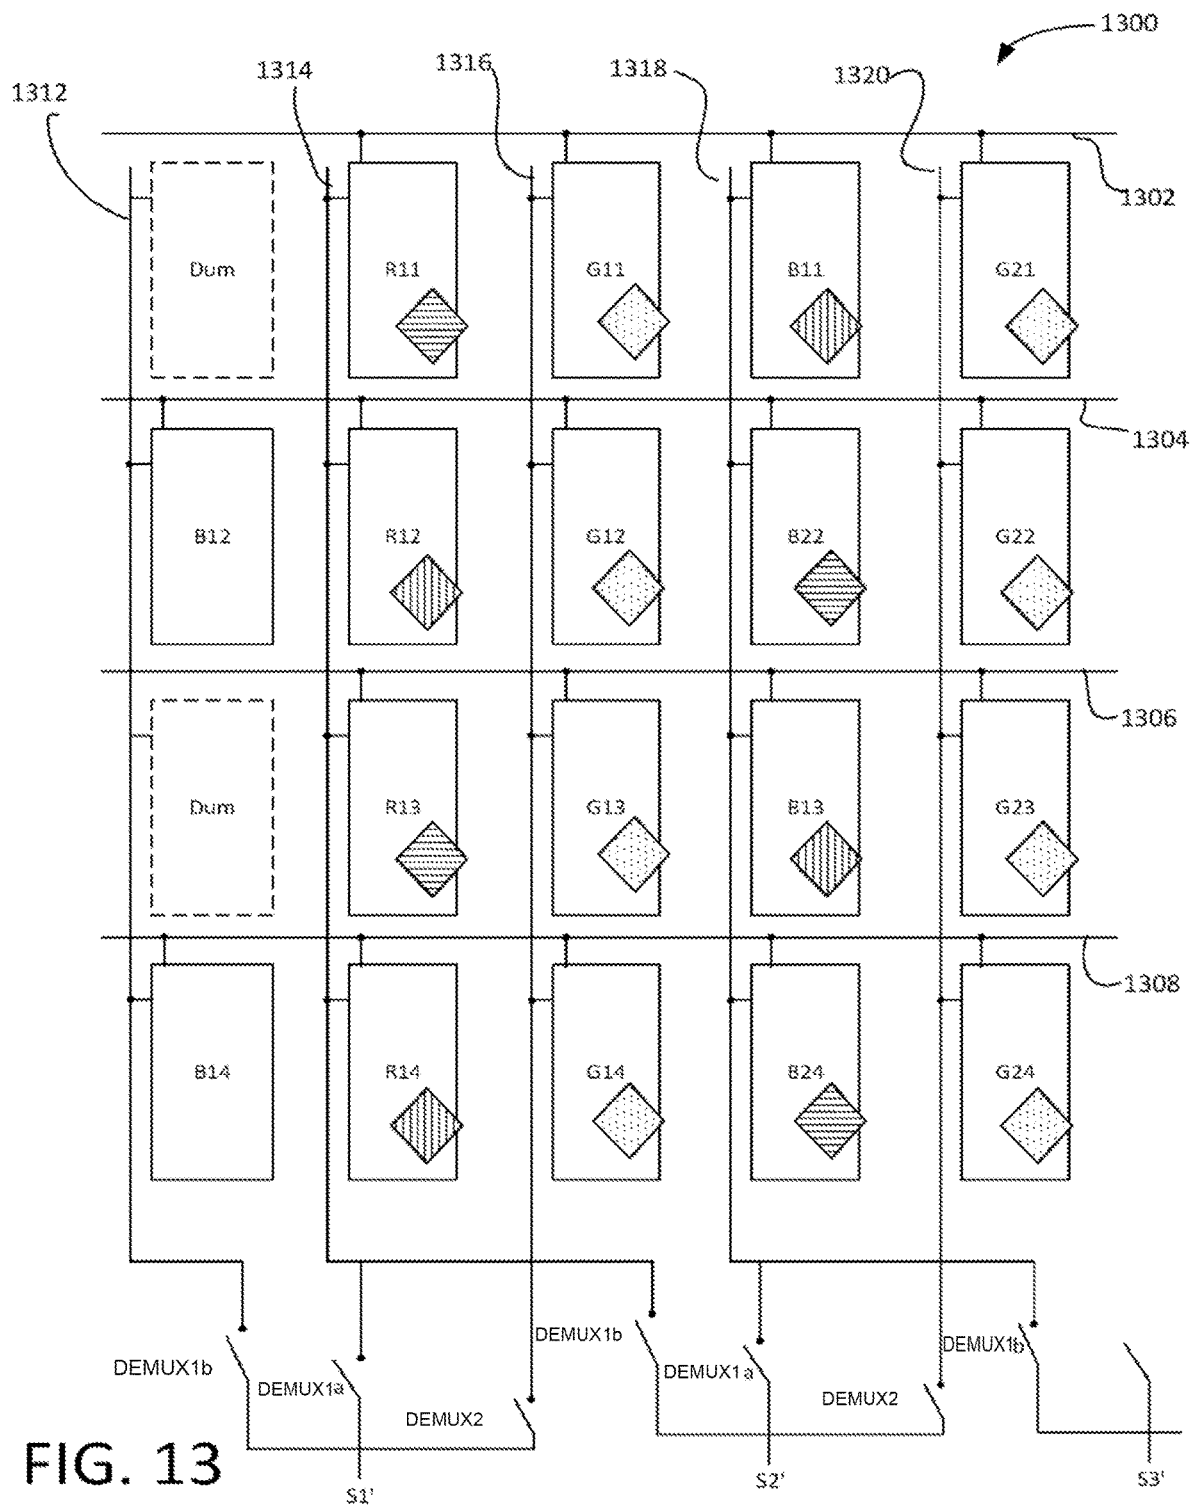 1300
1312
1314
1316
1318
1320
1302
Dum
R11
G11
B11
G21
1304
B12
R12
G12
B22
G22
1306
Dum
R13
G13
B13
G23
1308
B14
R14
G14
B24
G24
DEMUX1b
DEMUX1a
DEMUX2
DEMUX1b
DEMUX1a
DEMUX2
DEMUX1b
S1'
S2'
S3'
FIG. 13